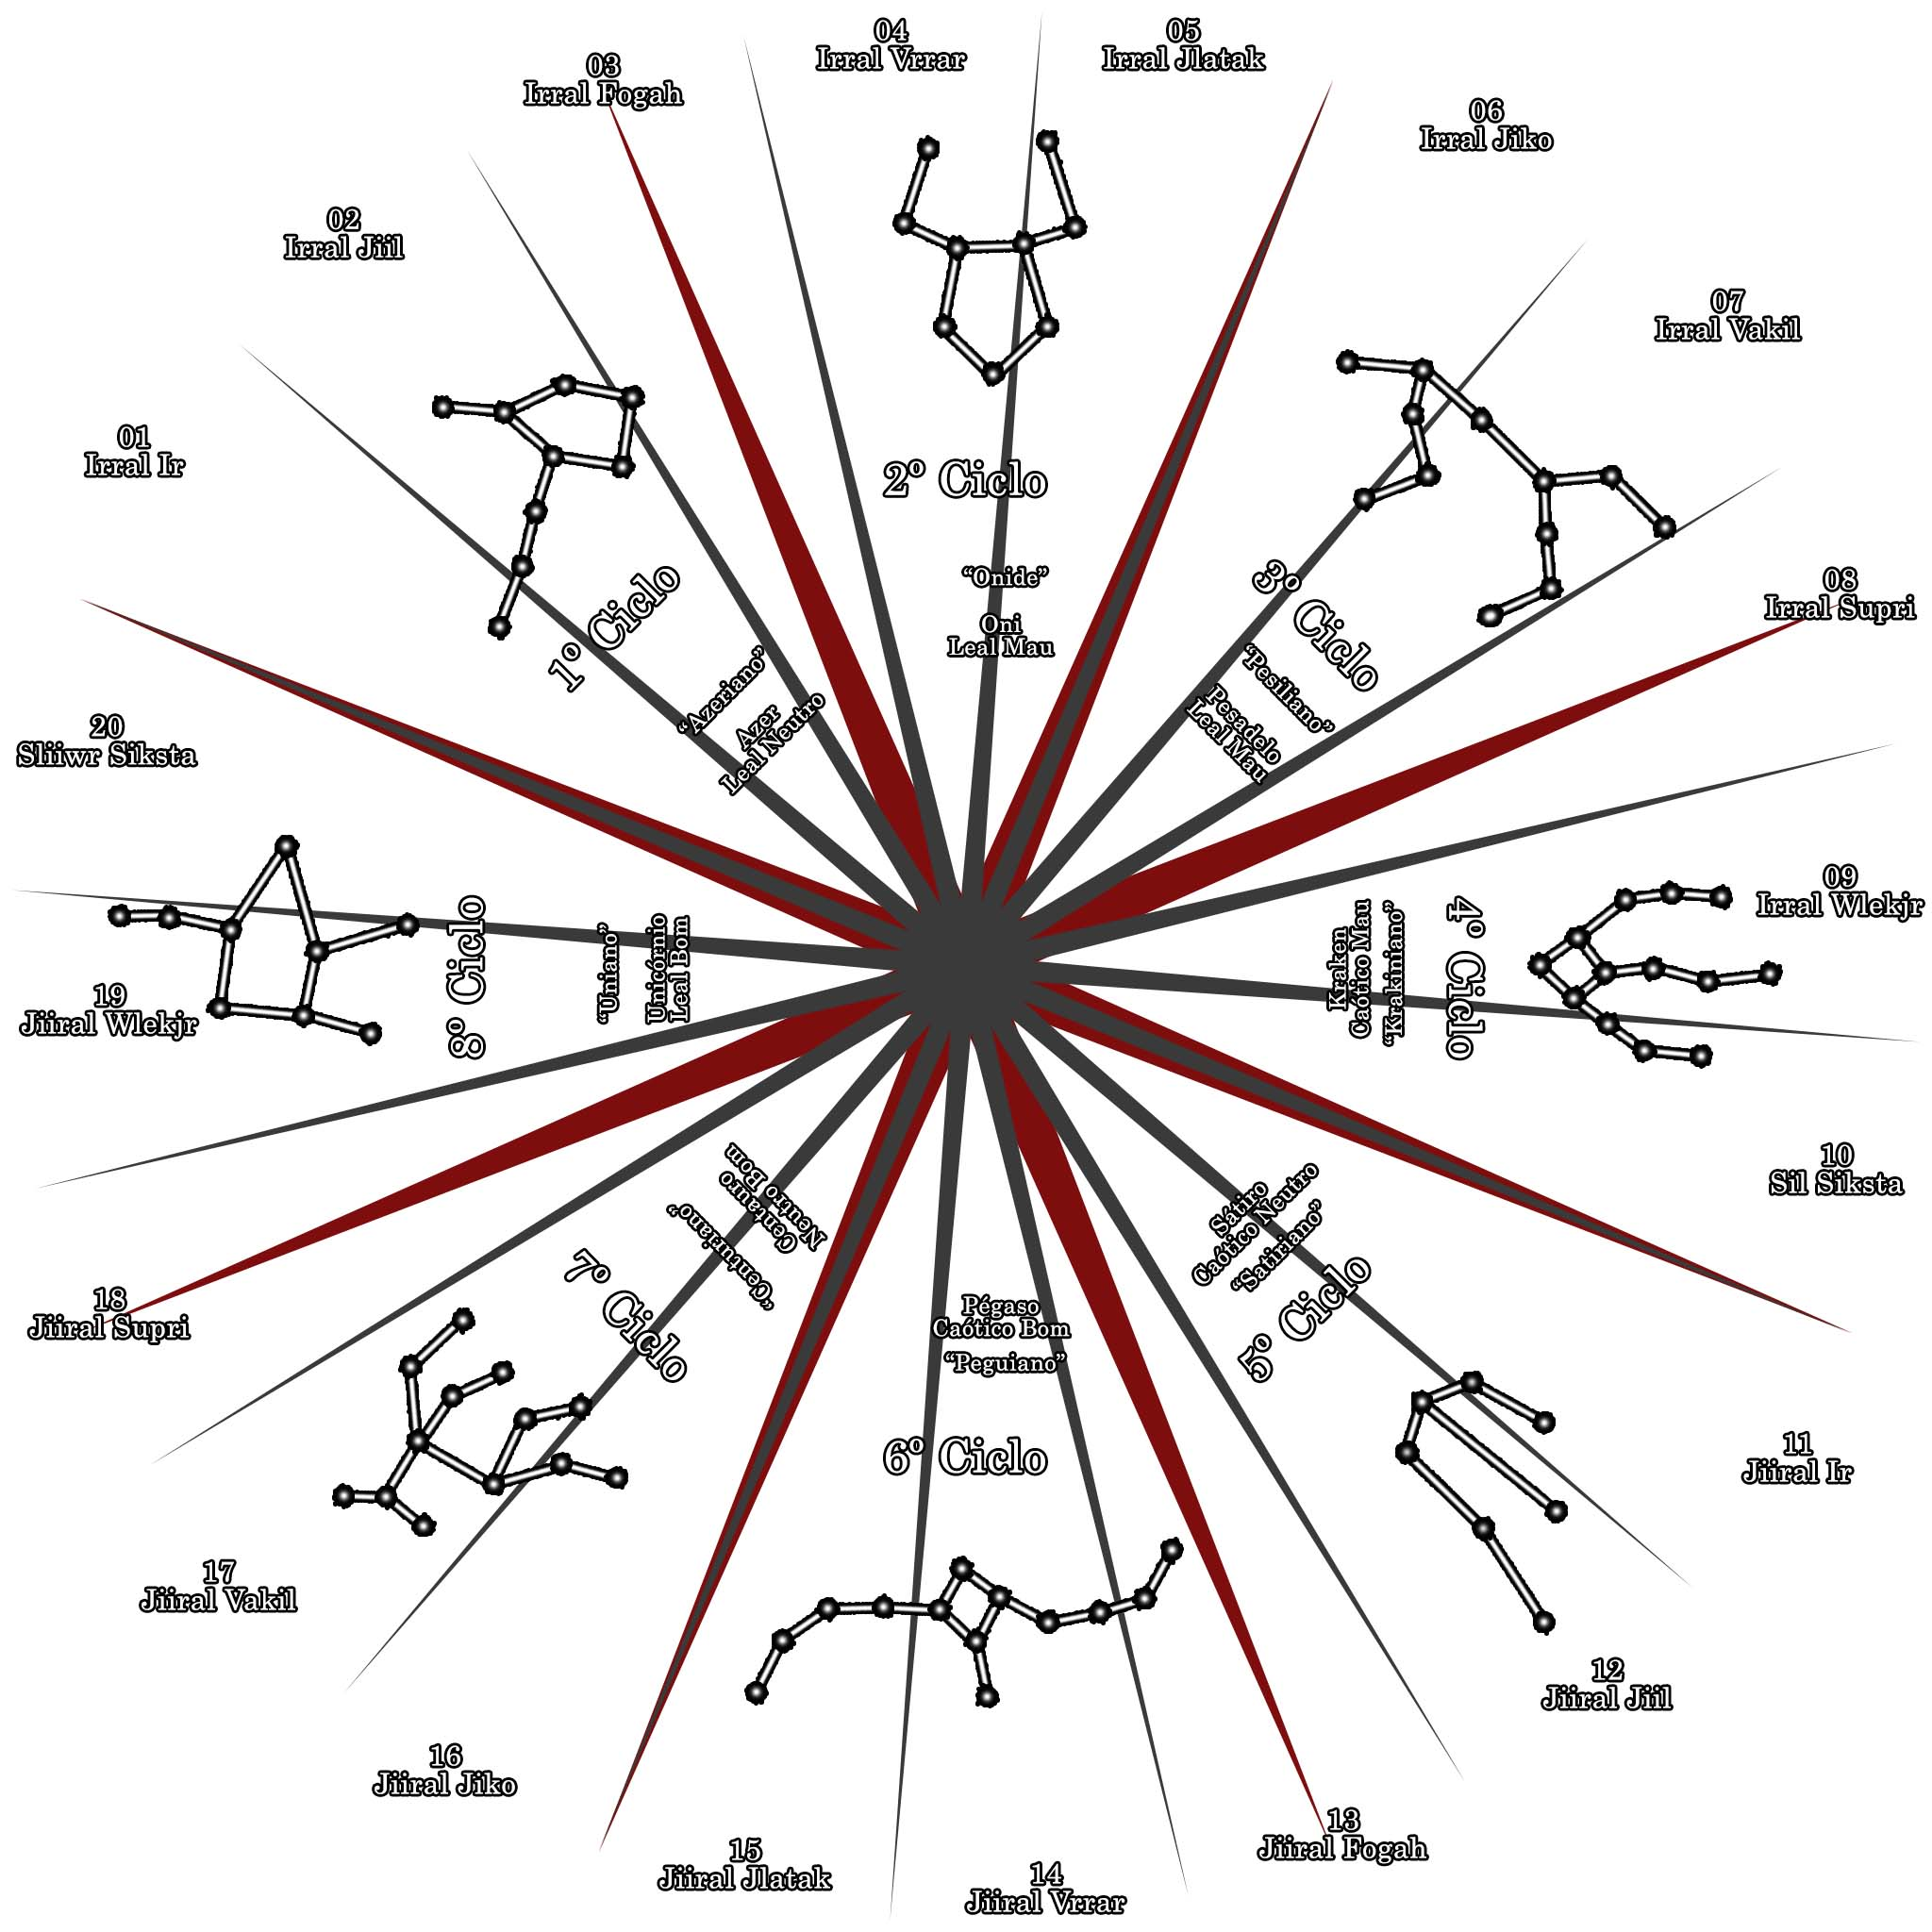 01
Irral Ir
02
Irral Jiil
03
Irral Fogah
04
Irral Vrrar
05
Irral Jlatak
06
Irral Jiko
07
Irral Vakil
08
Irral Supri
09
Irral Wlekjr
10
Sil Siksta
11
Jiiral Ir
12
Jiiral Jiil
13
Jiiral Fogah
14
Jiiral Vrrar
15
Jiiral Jlatak
16
Jiiral Jiko
17
Jiiral Vakil
18
Jiiral Supri
19
Jiiral Wlekjr
20
Sliiwr Siksta
1º Ciclo
“Azeriano”
Azer
Leal Neutro
2º Ciclo
“Onide”
Oni
Leal Mau
3º Ciclo
“Pesiliano”
Pesadelo
Leal Mau
4º Ciclo
“Krakiniano”
Caótico Mau
Kraken
Sátiro
Caótico Neutro
“Satiriano”
5º Ciclo
Pégaso
Caótico Bom
“Peguiano”
6º Ciclo
Neutro Bom
Centauro
“Centuriano”
7º Ciclo
8º Ciclo
“Uniano”
Unicórnio
Leal Bom